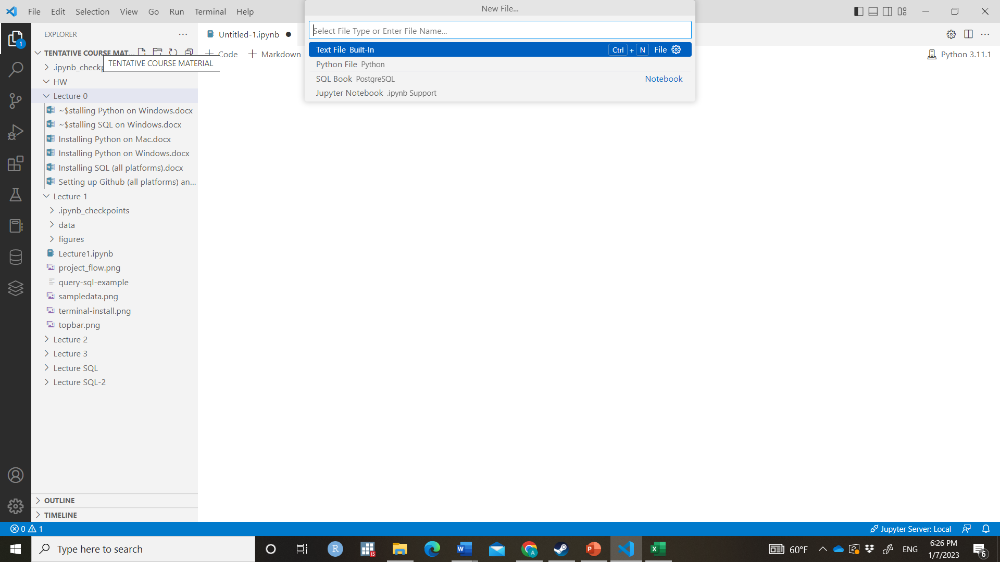 File Edit Selection View Go Run Terminal Help
New File...
Select File Type or Enter File Name...
Text File Built-In Ctrl + N File
Python File Python
SQL Book PostgreSQL Notebook
Jupyter Notebook .ipynb Support
EXPLORER
1
TENTATIVE COURSE MAT...
TENTATIVE COURSE MATERIAL
.ipynb_checkp
HW
Lecture 0
~$stalling Python on Windows.docx
~$stalling SQL on Windows.docx
Installing Python on Mac.docx
Installing Python on Windows.docx
Installing SQL (all platforms).docx
Setting up Github (all platforms) an...
Lecture 1
.ipynb_checkpoints
data
figures
Lecture1.ipynb
project_flow.png
query-sql-example
sampledata.png
terminal-install.png
topbar.png
Lecture 2
Lecture 3
Lecture SQL
Lecture SQL-2
OUTLINE
TIMELINE
Untitled-1.ipynb
Code Markdown
Python 3.11.1
0 1
Jupyter Server: Local
Type here to search
R
15
W
A
P
X
60°F
ENG
6:26 PM
1/7/2023
6